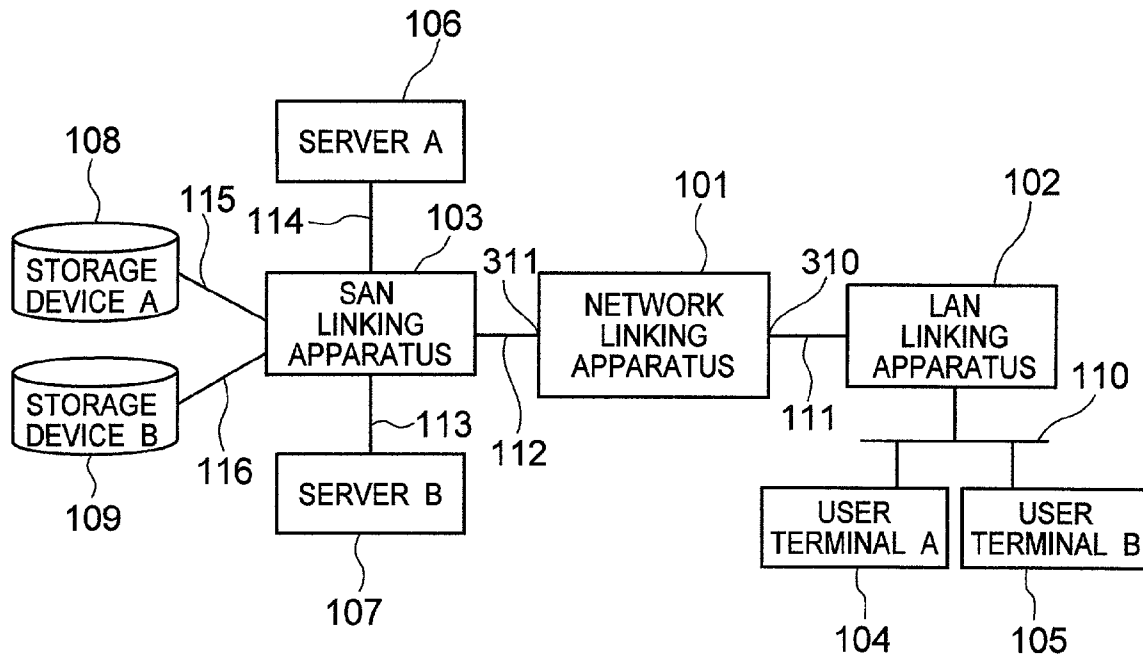 106
SERVER A
108
115
114
103
101
102
STORAGE
DEVICE A
SAN
LINKING
APPARATUS
311
NETWORK
LINKING
APPARATUS
310
LAN
LINKING
APPARATUS
STORAGE
DEVICE B
116
113
112
111
110
109
SERVER B
107
USER
TERMINAL A
USER
TERMINAL B
104
105